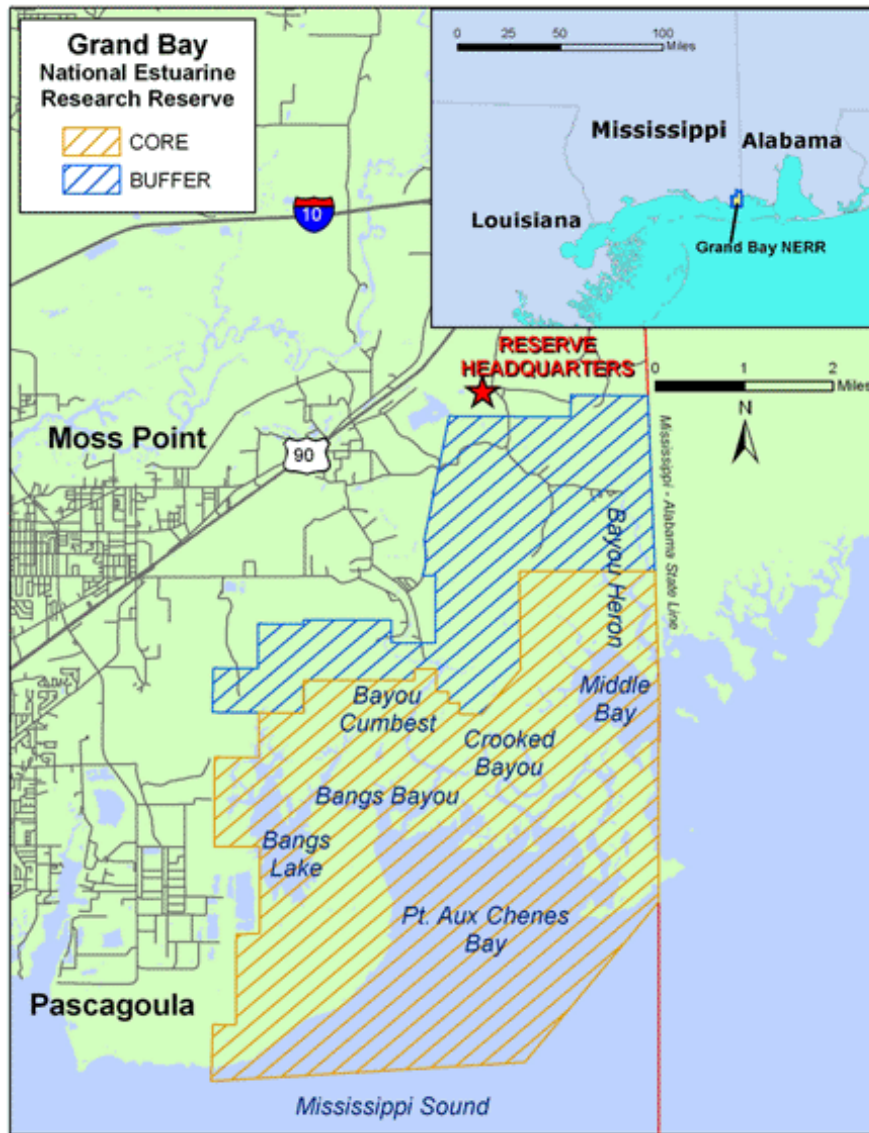 Grand Bay
National Estuarine
Research Reserve
CORE
BUFFER
0 25 50 100
Miles
Mississippi
Alabama
Louisiana
Grand Bay NERR
10
RESERVE
HEADQUARTERS
0 1 2
Miles
N
Moss Point
90
Mississippi - Alabama State Line
Bayou Heron
Middle
Bay
Bayou
Cumbest
Crooked
Bayou
Bangs Bayou
Bangs
Lake
Pt. Aux Chenes
Bay
Pascagoula
Mississippi Sound